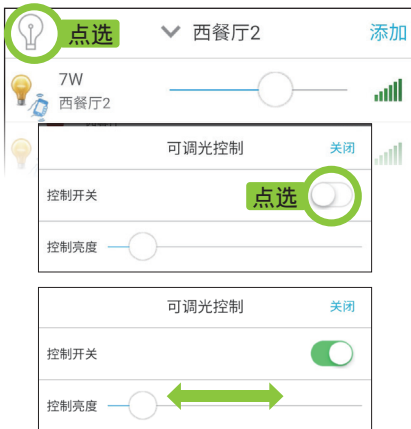 点选 西餐厅2 添加
7W
西餐厅2
可调光控制 关闭
控制开关 点选
控制亮度
可调光控制 关闭
控制开关
控制亮度